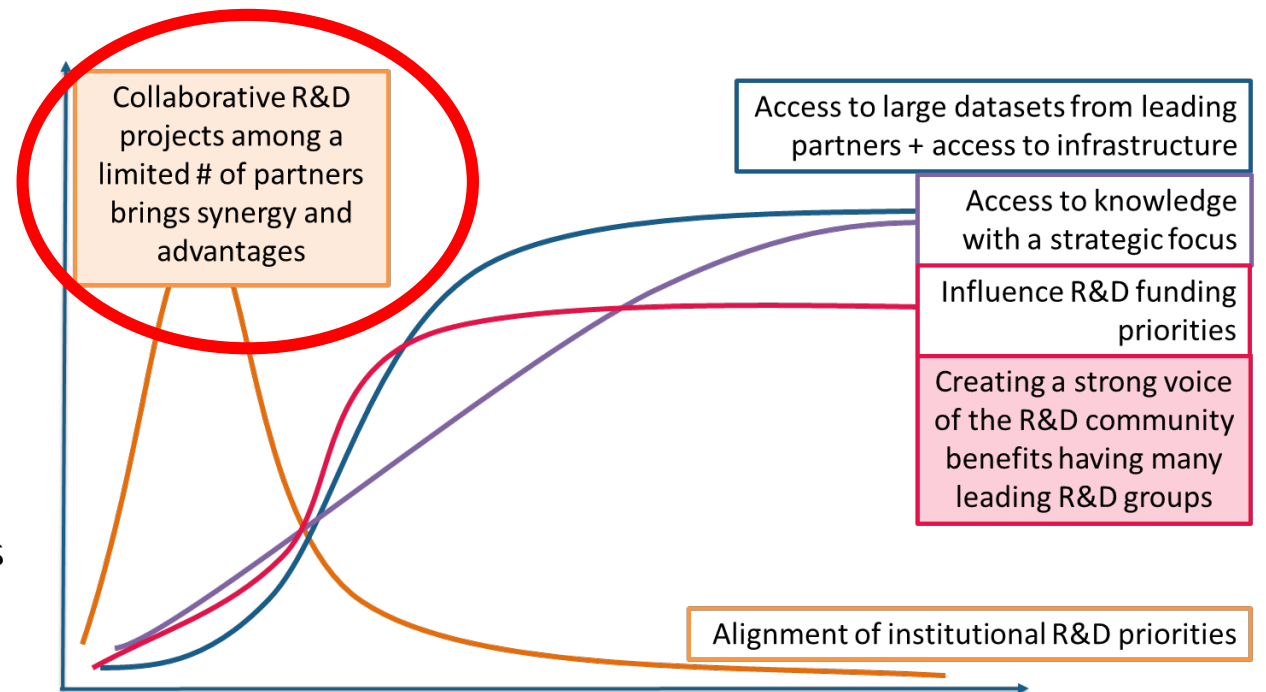 Collaborative R&D
projects among a
limited # of partners
brings synergy and
advantages
Access to large datasets from leading
partners + access to infrastructure
Access to knowledge
with a strategic focus
Influence R&D funding
priorities
Creating a strong voice
of the R&D community
benefits having many
leading R&D groups
s
Alignment of institutional R&D priorities